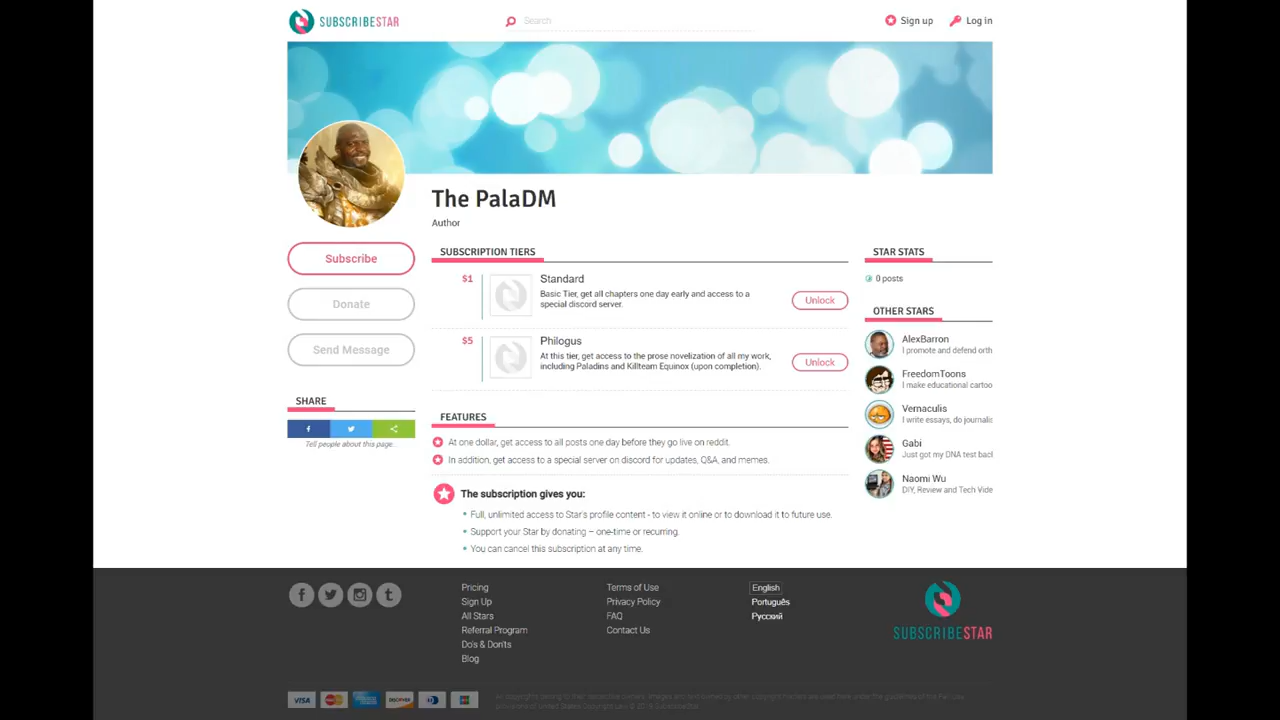 SUBSCRIBESTAR
Search
Sign up
Log in
The PalaDM
Author
Subscribe
Donate
Send Message
SHARE
Tell people about this page...
SUBSCRIPTION TIERS
$1
Standard
Basic Tier, get all chapters one day early and access to a
special discord server.
Unlock
$5
Philogus
At this tier, get access to the prose novelization of all my work,
including Paladins and Killteam Equinox (upon completion).
Unlock
FEATURES
At one dollar, get access to all posts one day before they go live on reddit.
In addition, get access to a special server on discord for updates, Q&A, and memes.
The subscription gives you:
Full, unlimited access to Star's profile content - to view it online or to download it to future use.
Support your Star by donating – one-time or recurring.
You can cancel this subscription at any time.
STAR STATS
0 posts
OTHER STARS
AlexBarron
I promote and defend orth
FreedomToons
I make educational cartoo
Vernaculis
I write essays, do journalis
Gabi
Just got my DNA test bacl
Naomi Wu
DIY, Review and Tech Vide
Pricing
Sign Up
All Stars
Referral Program
Do's & Don'ts
Blog
Terms of Use
Privacy Policy
FAQ
Contact Us
English
Português
Русский
SUBSCRIBESTAR
VISA
DISCOVER
JCB